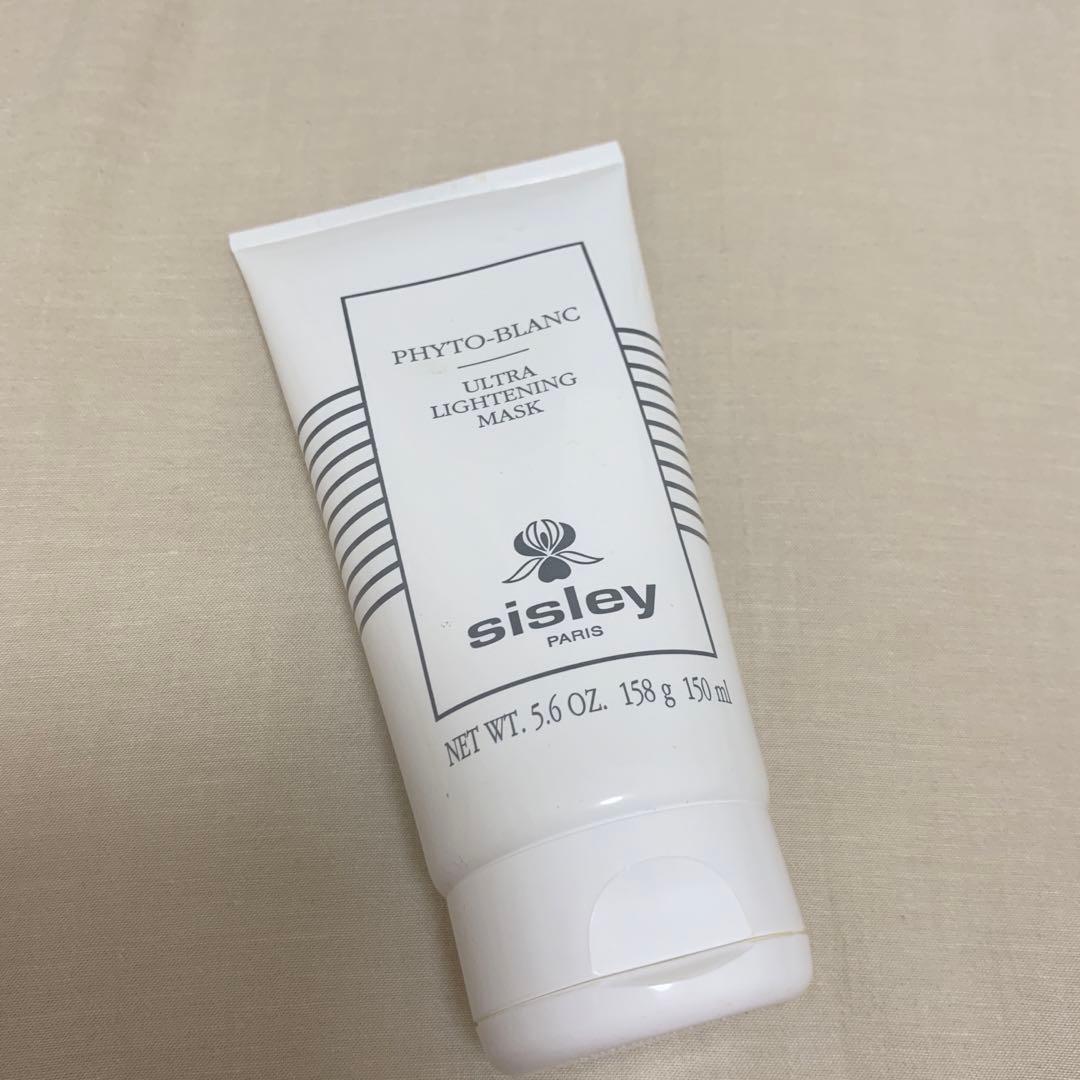 PHYTO-BLANC
ULTRA
LIGHTENING
MASK
sisley
PARIS
NET WT. 5.6 OZ. 158 g 150 ml